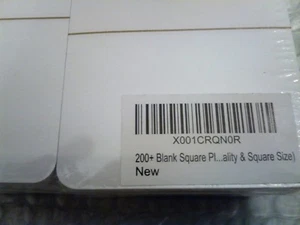 X001CRQN0R
200+ Blank Square Pl...ality & Square Size)
New